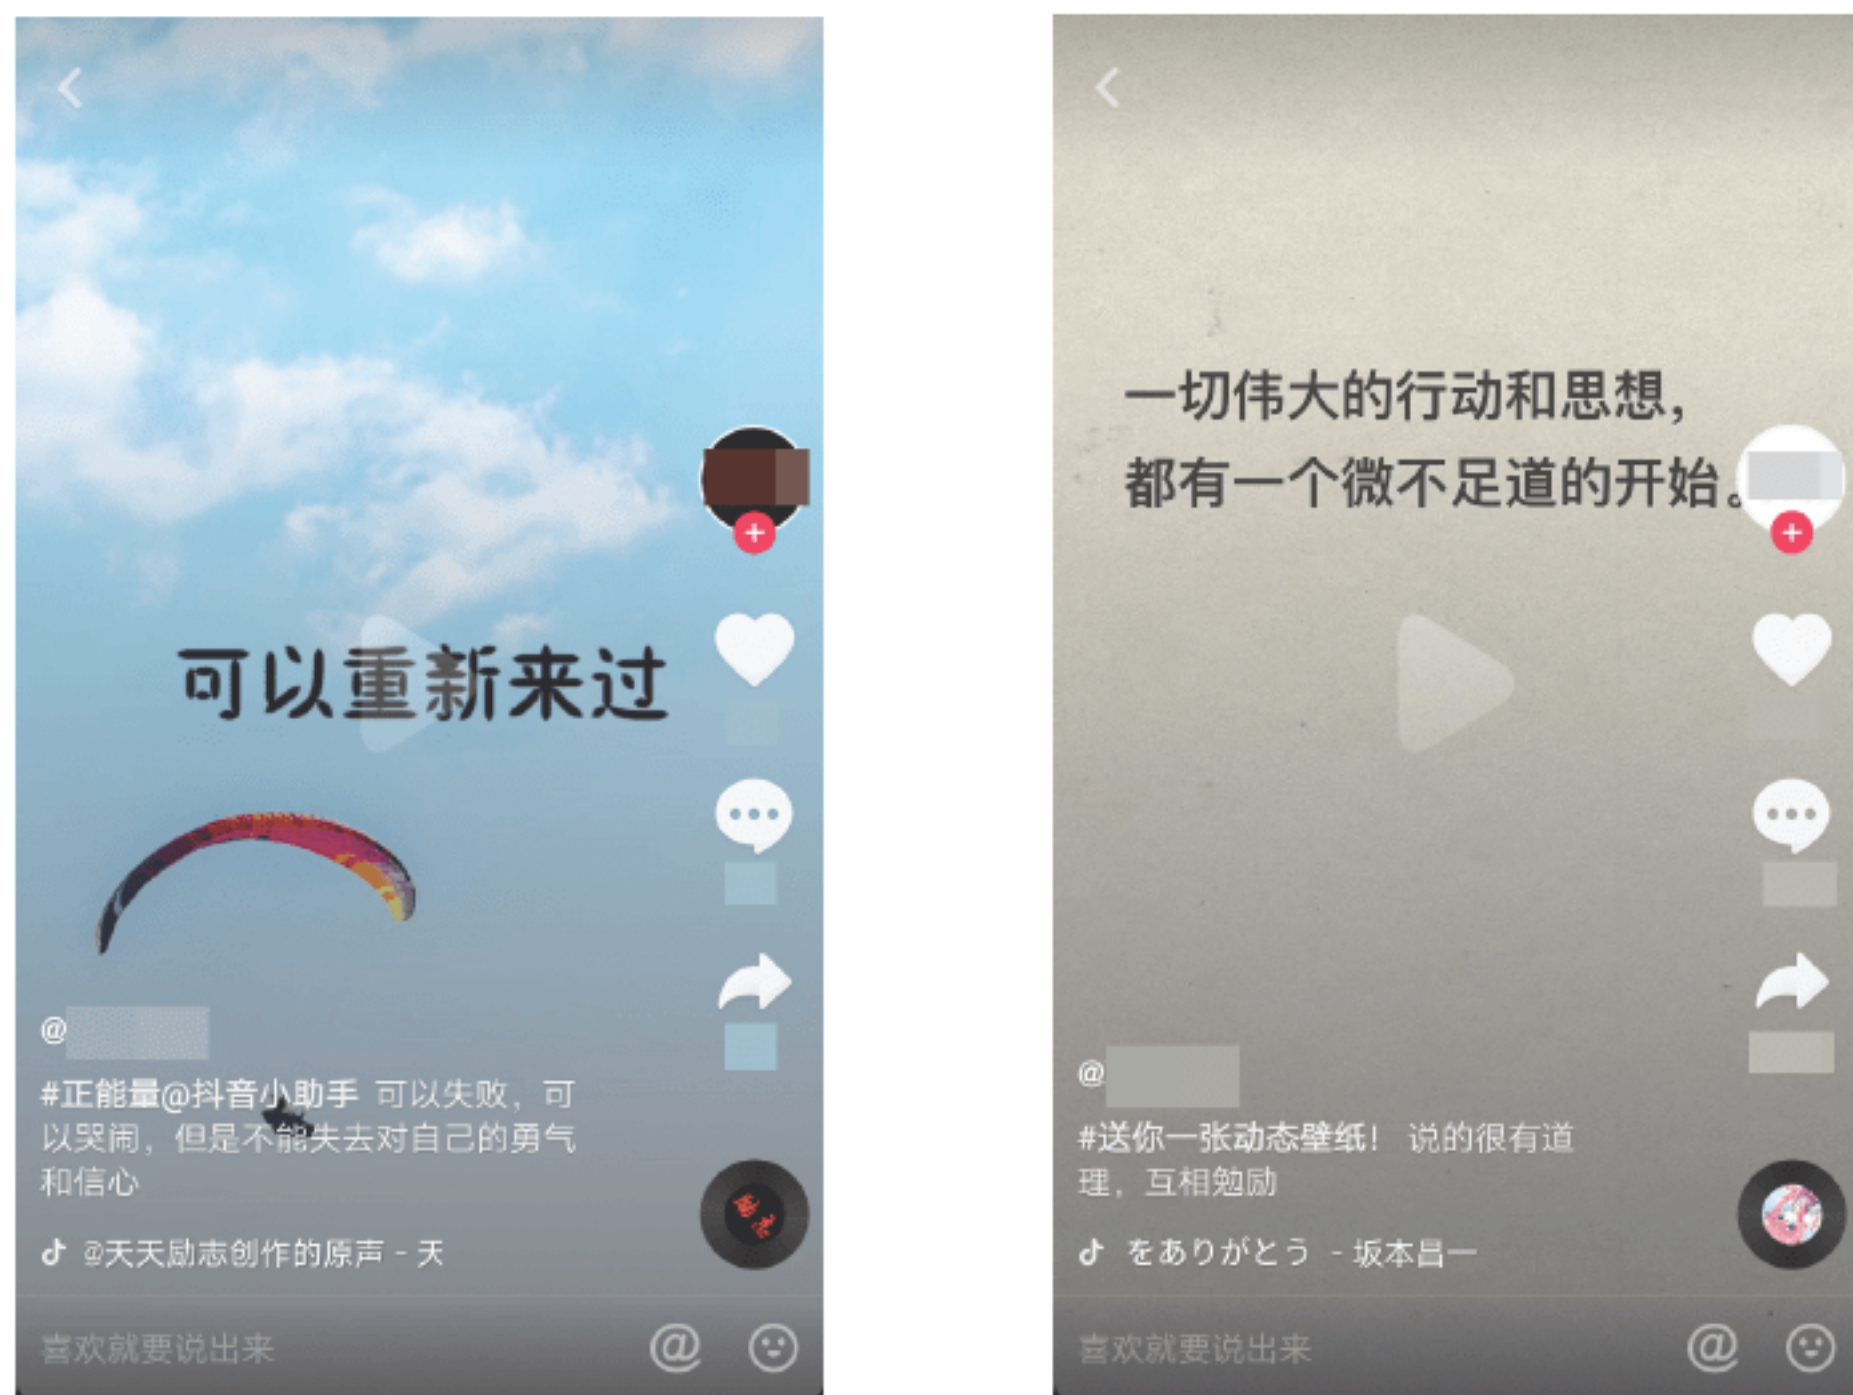 可以重新来过
@
#正能量@抖音小助手 可以失败，可
以哭闹，但是不能失去对自己的勇气
和信心
@天天励志创作的原声 - 天
喜欢就要说出来
一切伟大的行动和思想，
都有一个微不足道的开始。
@
#送你一张动态壁纸！ 说的很有道
理，互相勉励
をありがとう - 坂本昌一
喜欢就要说出来